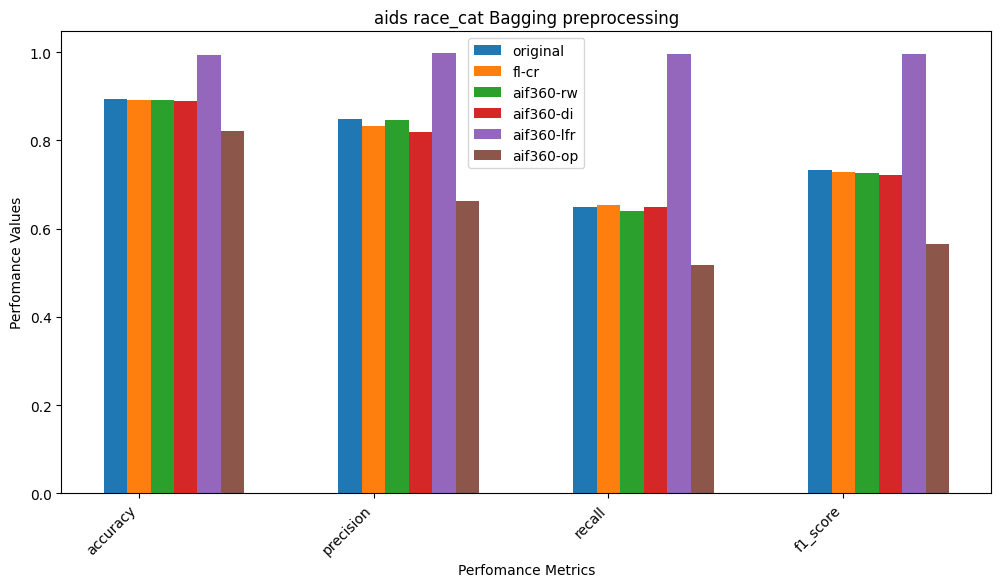 aids race_cat Bagging preprocessing
original
fl-cr
aif360-rw
aif360-di
aif360-lfr
aif360-op
Perfomance Values
1.0
0.8
0.6
0.4
0.2
0.0
accuracy
precision
recall
f1_score
Perfomance Metrics